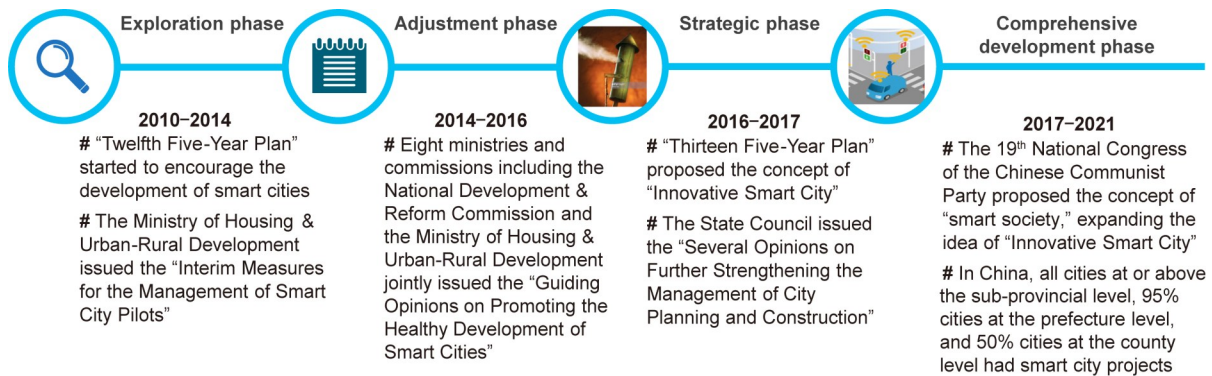 Exploration phase
2010–2014
# “Twelfth Five-Year Plan”
started to encourage the
development of smart cities
# The Ministry of Housing &
Urban-Rural Development
issued the “Interim Measures
for the Management of Smart
City Pilots”
Adjustment phase
2014–2016
# Eight ministries and
commissions including the
National Development &
Reform Commission and
the Ministry of Housing &
Urban-Rural Development
jointly issued the “Guiding
Opinions on Promoting the
Healthy Development of
Smart Cities”
Strategic phase
2016–2017
# “Thirteen Five-Year Plan”
proposed the concept of
“Innovative Smart City”
# The State Council issued
the “Several Opinions on
Further Strengthening the
Management of City
Planning and Construction”
Comprehensive
development phase
2017–2021
# The 19th National Congress
of the Chinese Communist
Party proposed the concept of
“smart society,” expanding the
idea of “Innovative Smart City”
# In China, all cities at or above
the sub-provincial level, 95%
cities at the prefecture level,
and 50% cities at the county
level had smart city projects